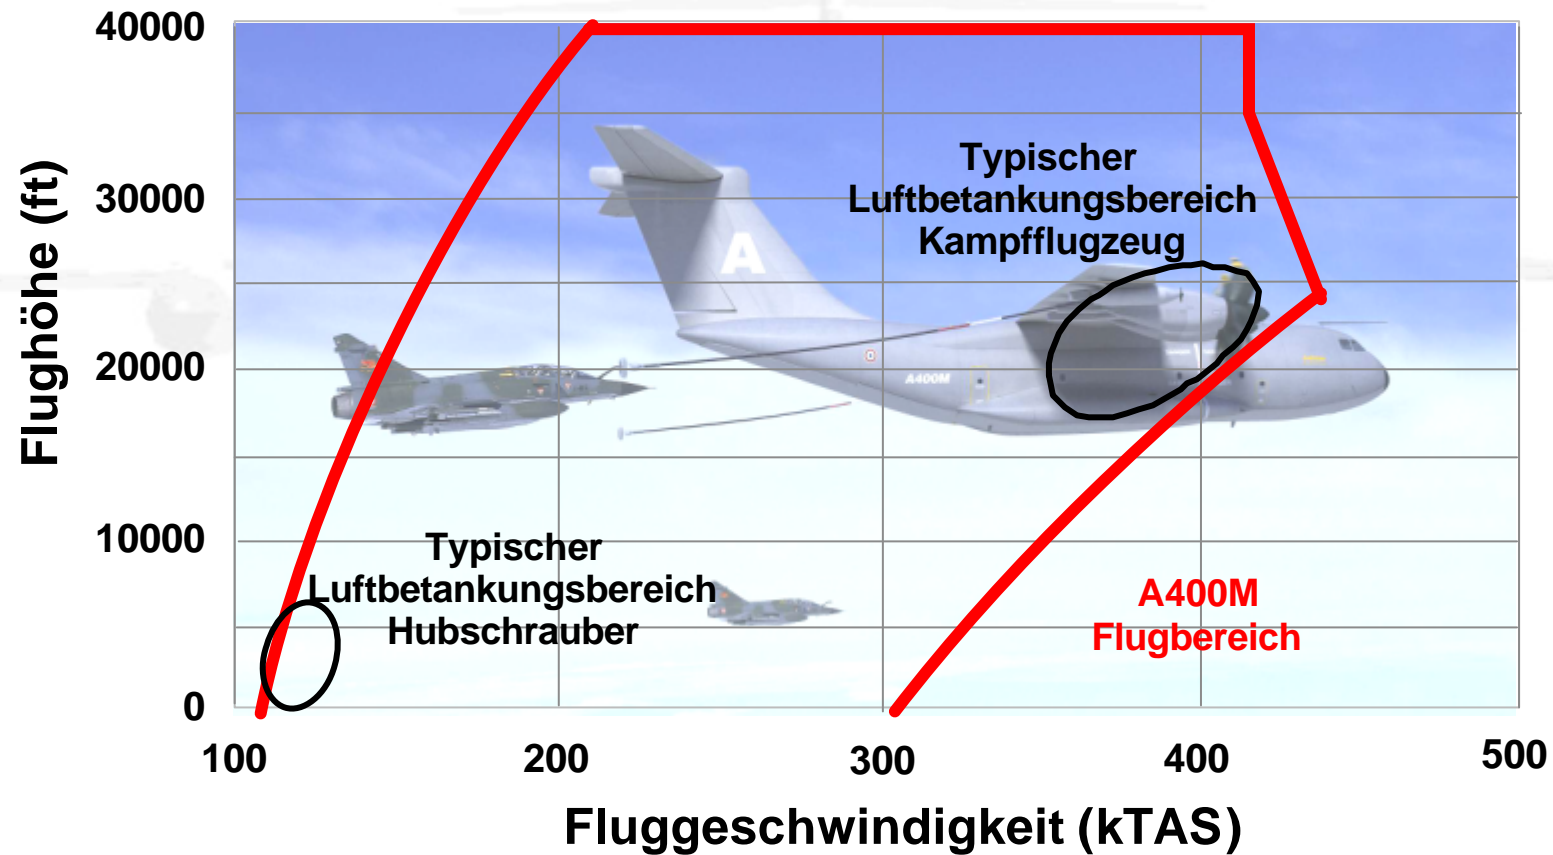 40000
30000
20000
10000
0
Flughöhe (ft)
Typischer
Luftbetankungsbereich
Kampfflugzeug
A
A400M
Typischer
Luftbetankungsbereich
Hubschrauber
A400M
Flugbereich
100
200
300
400
500
Fluggeschwindigkeit (kTAS)